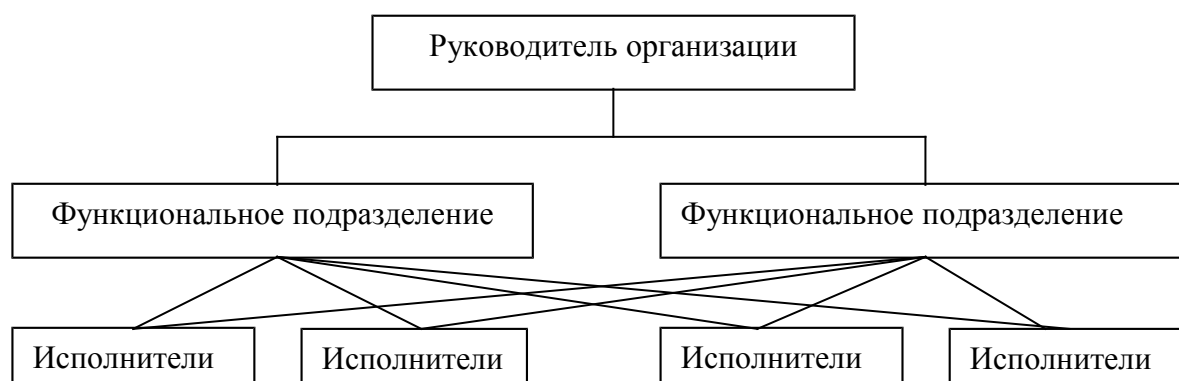 Руководитель организации
Функциональное подразделение
Функциональное подразделение
Исполнители
Исполнители
Исполнители
Исполнители